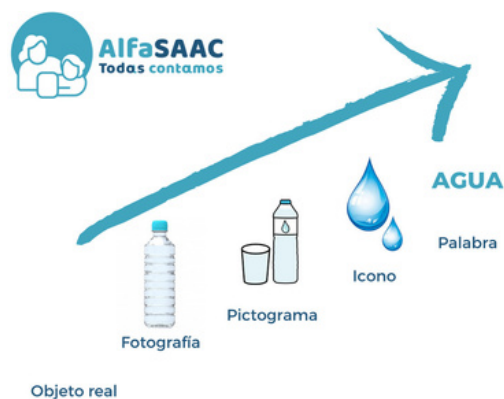 AlfaSAAC
Todas contamos
AGUA
Palabra
Icono
Pictograma
Fotografía
Objeto real